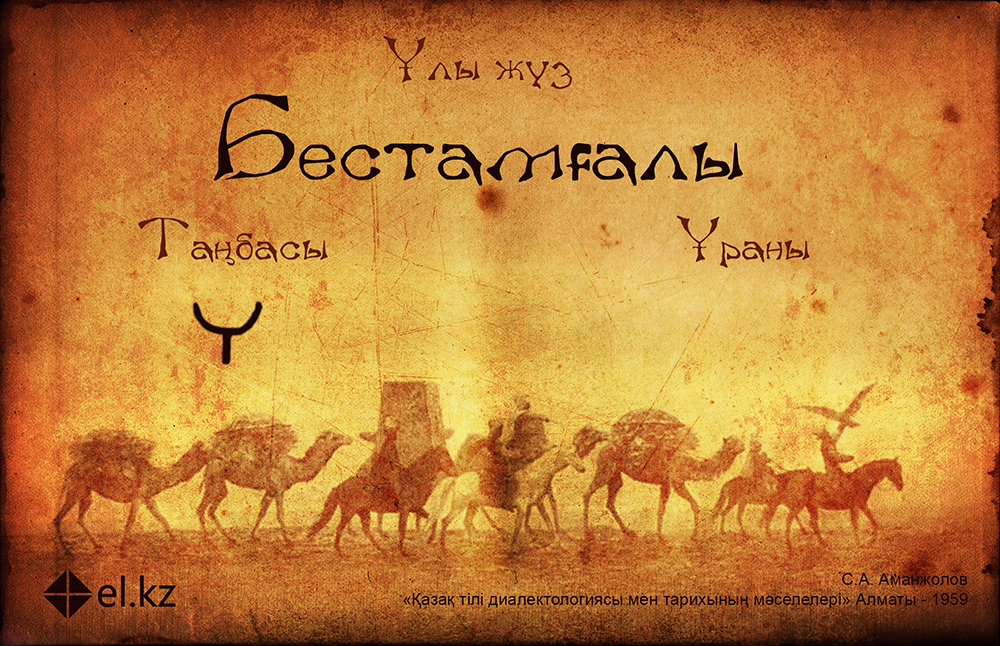 Ұлы жүз
Бестамғалы
Таңбасы Ұраны
el.kz
С.А. Аманжолов
«Қазақ тілі диалектологиясы мен тарихының мәселелері» Алматы - 1959